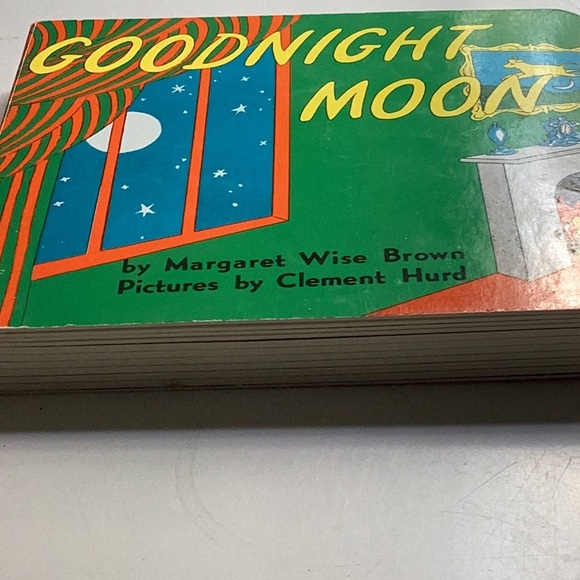 GOODNIGHT
MOON
by Margaret Wise Brown
Pictures by Clement Hurd